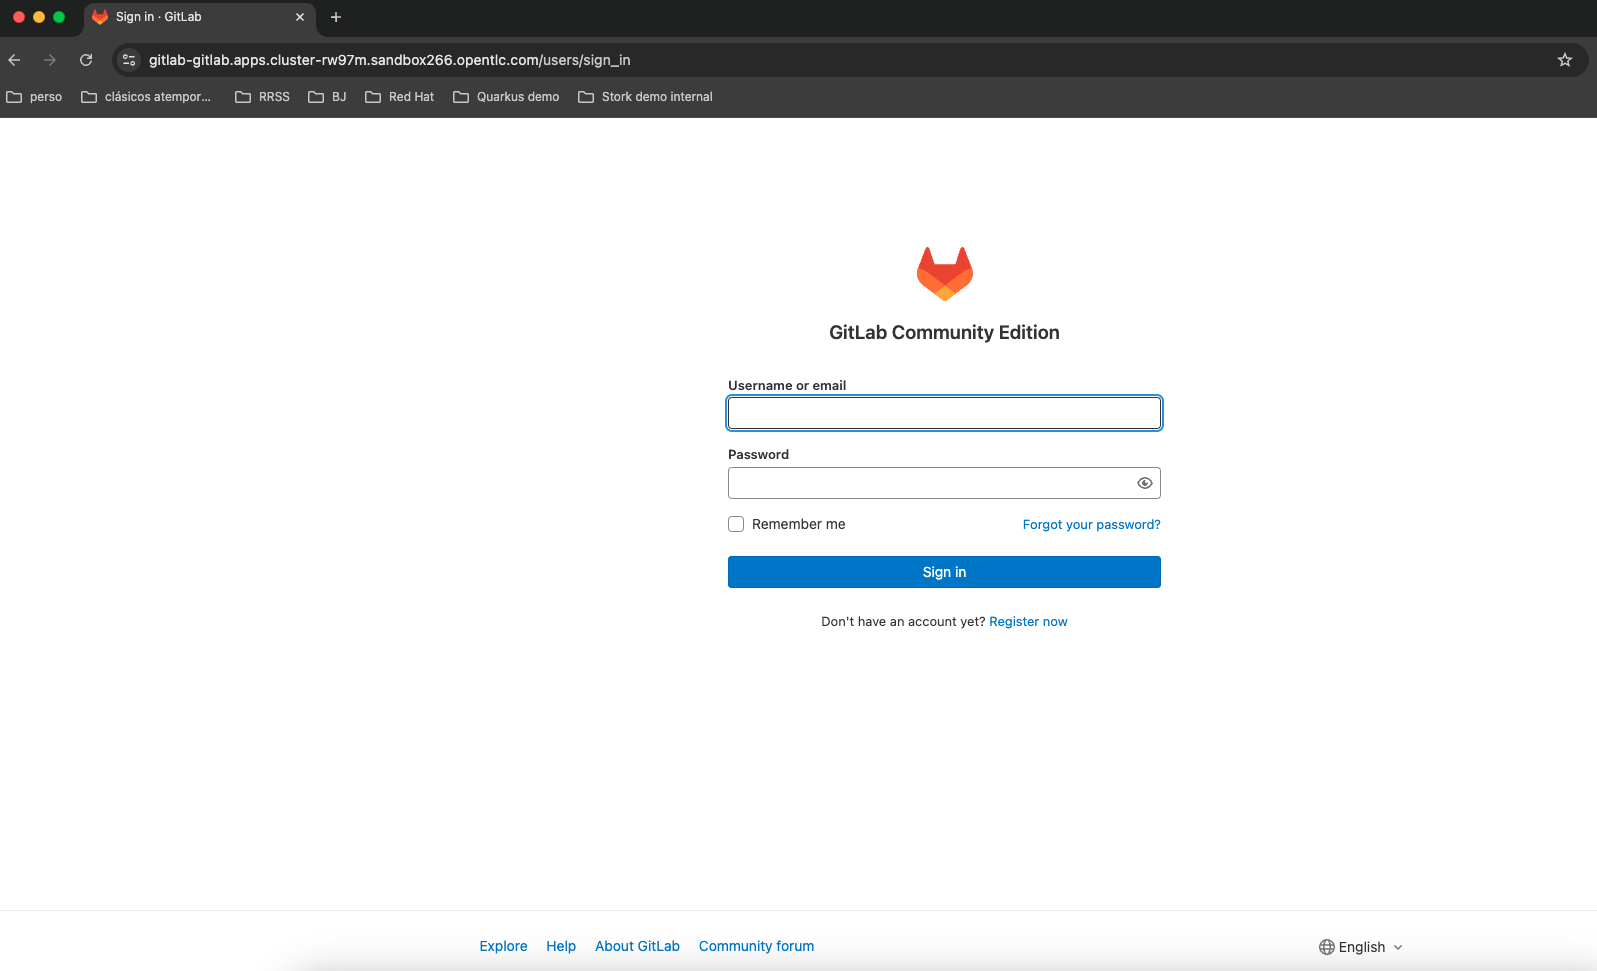 Sign in · GitLab
gitlab-gitlab.apps.cluster-rw97m.sandbox266.opentlc.com/users/sign_in
perso clásicos atempor... RRSS BJ Red Hat Quarkus demo Stork demo internal
GitLab Community Edition
Username or email
Password
Remember me Forgot your password?
Sign in
Don't have an account yet? Register now
Explore Help About GitLab Community forum English